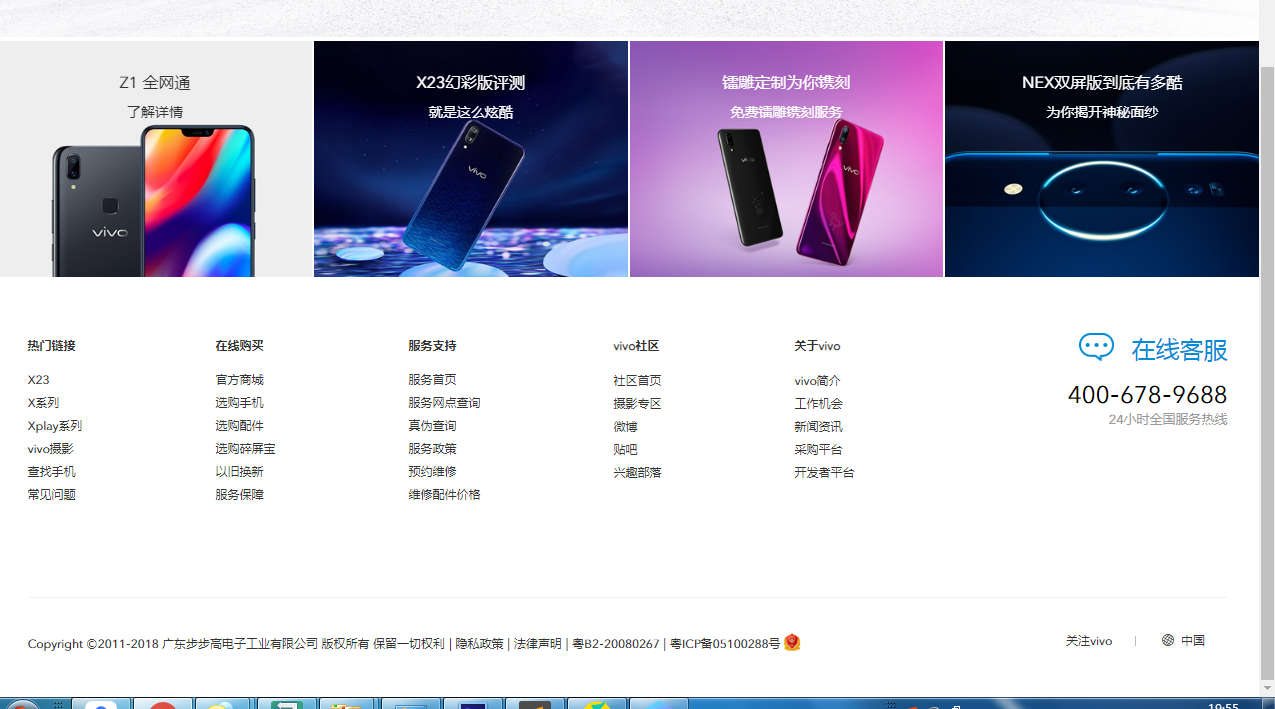 Z1 全网通
了解详情
vivo
X23幻彩版评测
就是这么炫酷
vivo
镭雕定制为你镌刻
免费镭雕镌刻服务
vivo
vivo
NEX双屏版到底有多酷
为你揭开神秘面纱
热门链接
X23
X系列
Xplay系列
vivo摄影
查找手机
常见问题
在线购买
官方商城
选购手机
选购配件
选购碎屏宝
以旧换新
服务保障
服务支持
服务首页
服务网点查询
真伪查询
服务政策
预约维修
维修配件价格
vivo社区
社区首页
摄影专区
微博
贴吧
兴趣部落
关于vivo
vivo简介
工作机会
新闻资讯
采购平台
开发者平台
在线客服
400-678-9688
24小时全国服务热线
Copyright ©2011-2018 广东步步高电子工业有限公司 版权所有 保留一切权利 | 隐私政策 | 法律声明 | 粤B2-20080267 | 粤ICP备05100288号
关注vivo | 中国
19:55